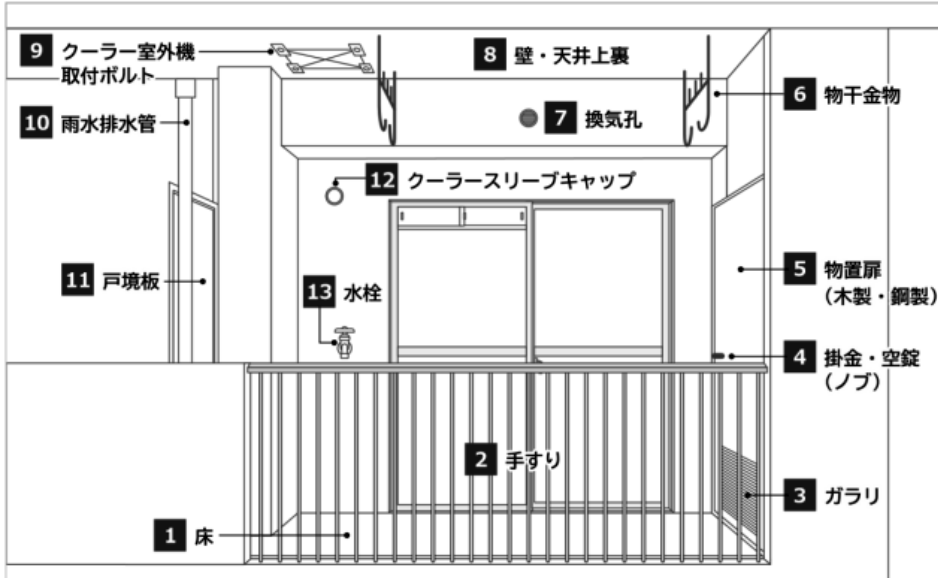 9 クーラー室外機
取付ボルト
8 壁・天井上裏
6 物干金物
10 雨水排水管
7 換気孔
12 クーラースリーブキャップ
11 戸境板
5 物置扉
(木製・鋼製)
13 水栓
4 掛金・空錠
(ノブ)
2 手すり
3 ガラリ
1 床